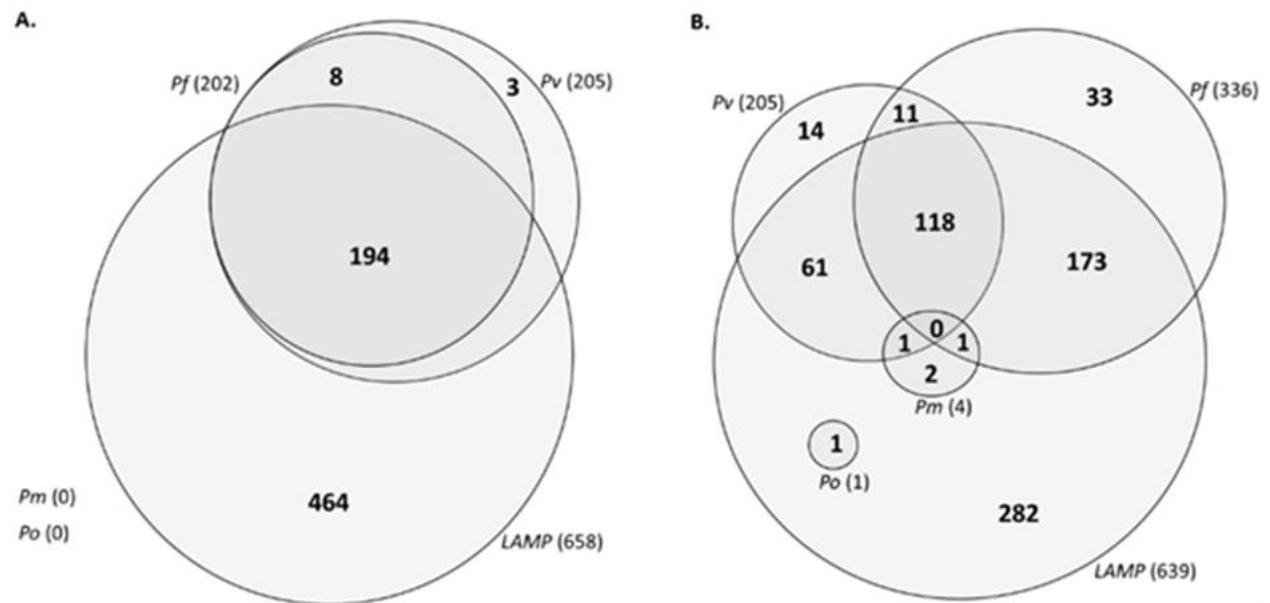 A.
Pf (202)
8
3
Pv (205)
194
464
Pm (0)
Po (0)
LAMP (658)
B.
Pv (205)
14
11
33
Pf (336)
118
61
173
0
1
1
2
Pm (4)
1
Po (1)
282
LAMP (639)